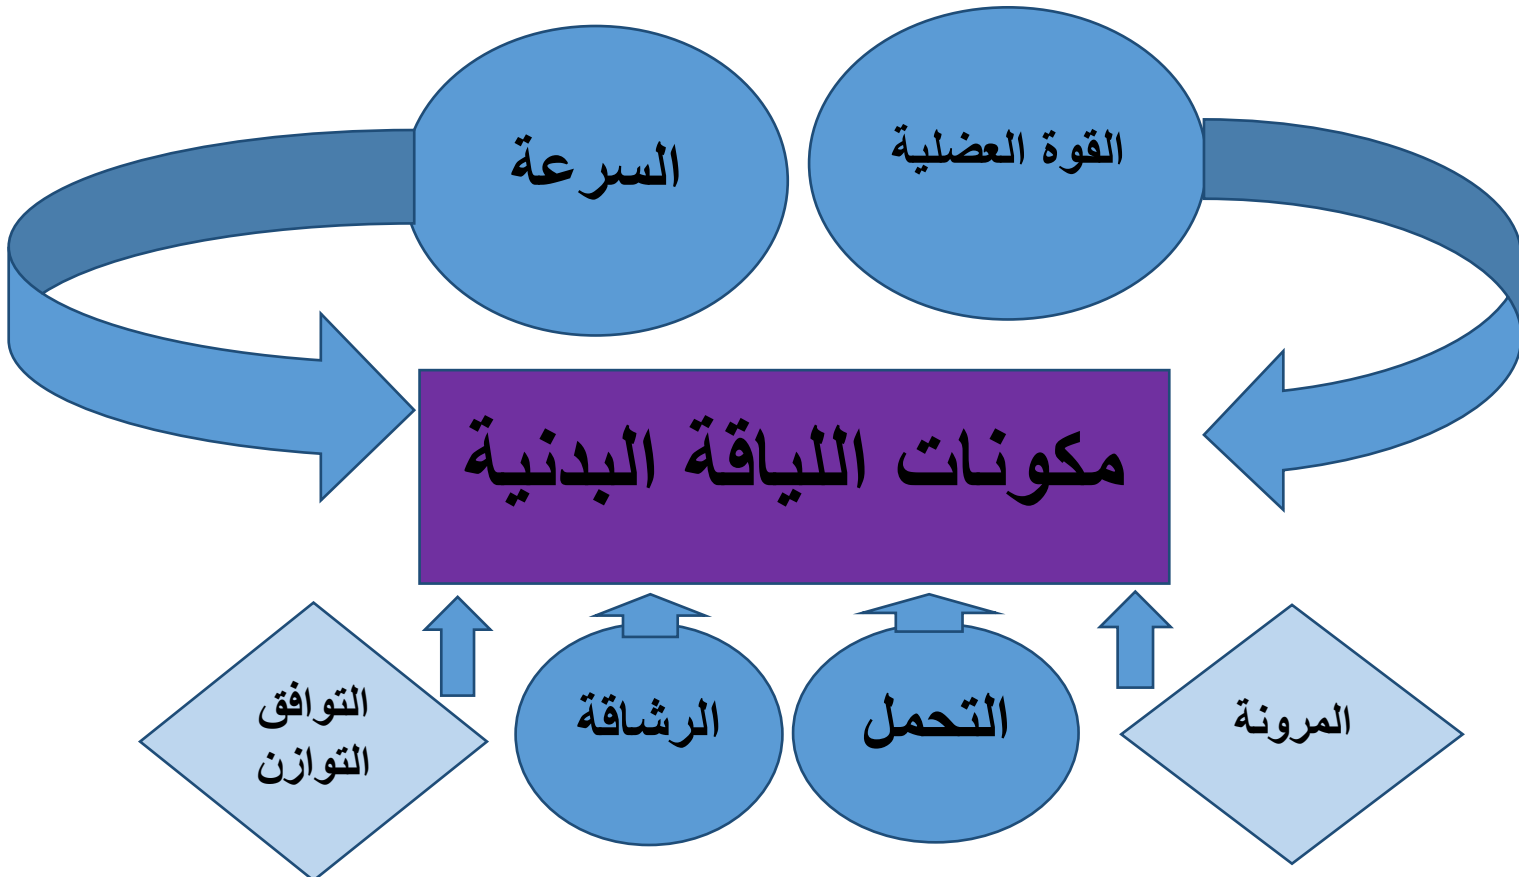 القوة العضلية
السرعة
مكونات اللياقة البدنية
المرونة
التحمل
الرشاقة
التوافق
التوازن